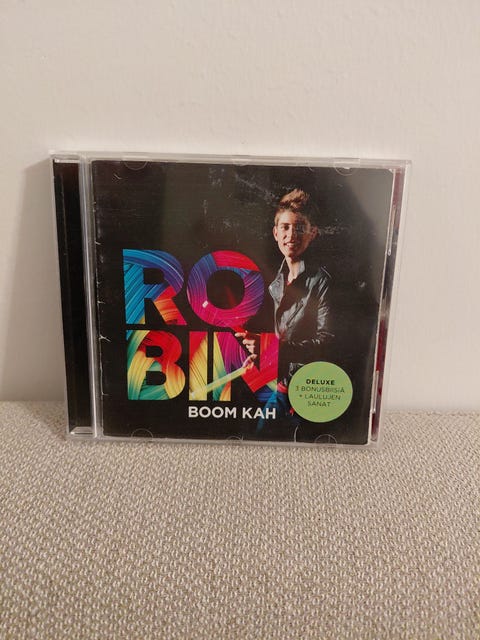 RO
BIN
BOOM KAH
DELUXE
3 BONUSBIISIÄ
+ LAULUJEN
SANAT